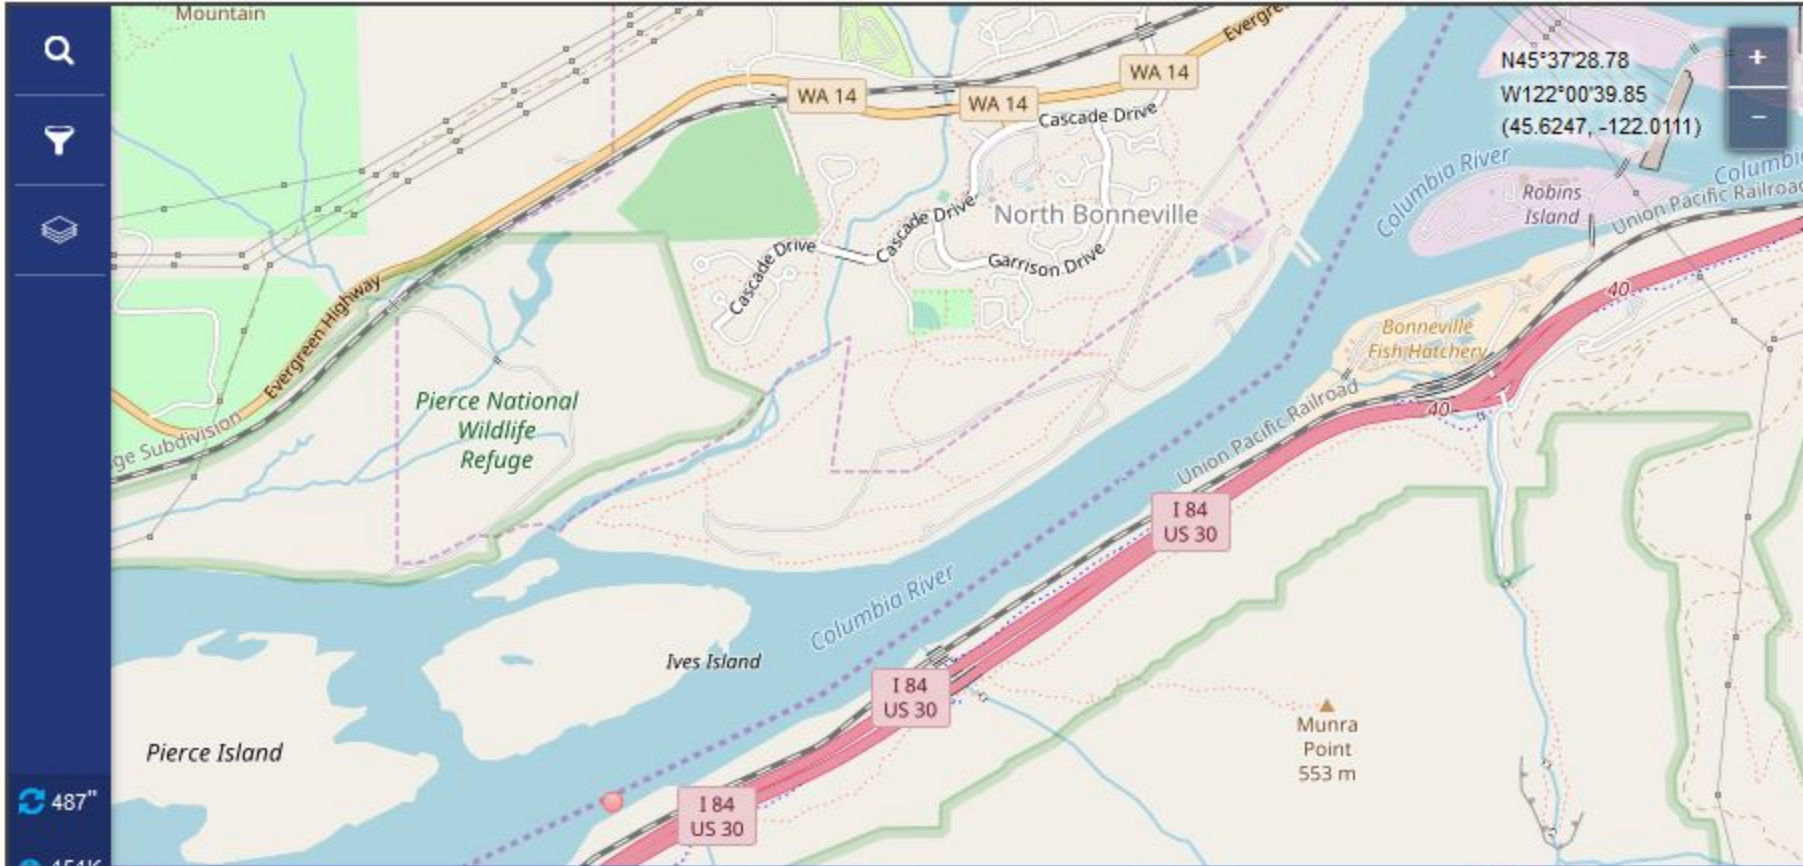 Mountain
Evergre
N45°37'28.78
W122°00'39.85
(45.6247, -122.0111)
+
−
WA 14
WA 14
WA 14
Cascade Drive
Columbia River
Columbi
Robins
Island
Union Pacific Railroad
Cascade Drive
North Bonneville
Cascade Drive
Garrison Drive
40
Evergreen Highway
Bonneville
Fish Hatchery
Pierce National
Wildlife
Refuge
ge Subdivision
40
Union Pacific Railroad
I 84
US 30
Columbia River
Ives Island
I 84
US 30
Munra
Point
553 m
Pierce Island
487"
I 84
US 30